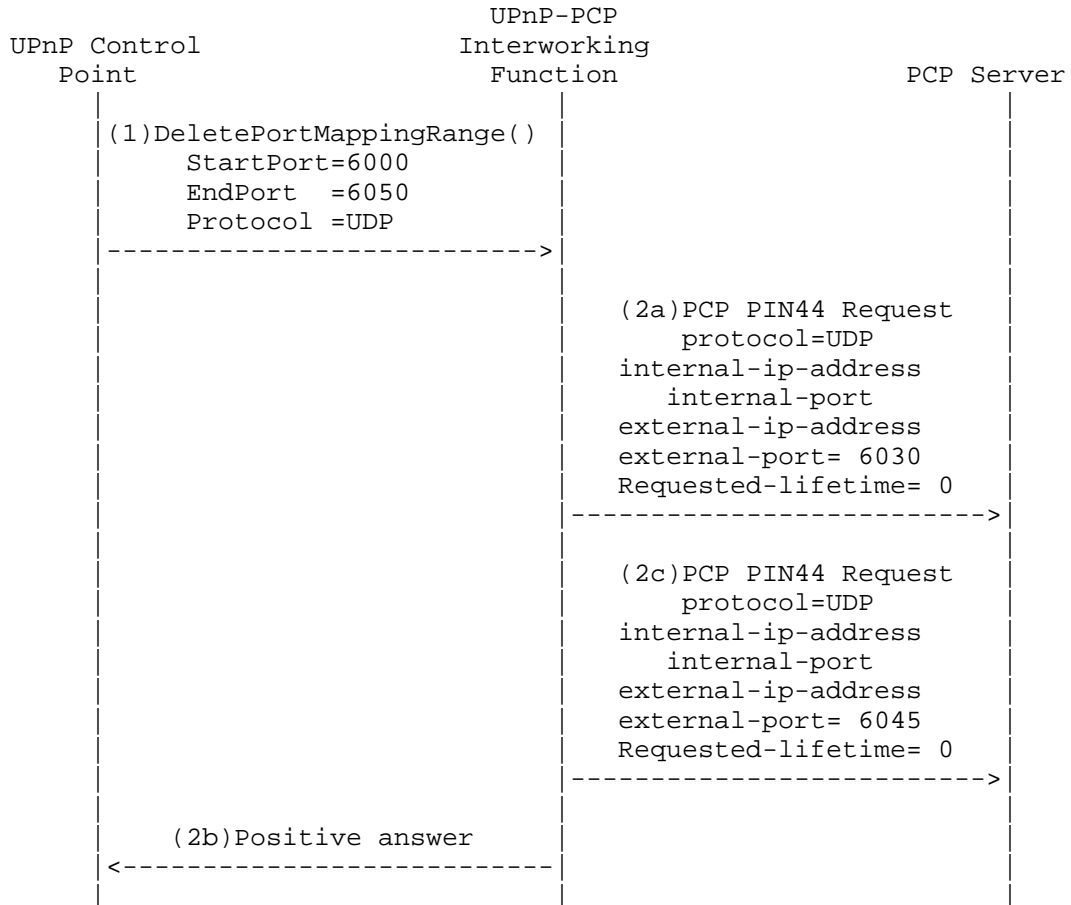 UPnP-PCP
UPnP Control Interworking
Point Function PCP Server
(1)DeletePortMappingRange()
StartPort=6000
EndPort =6050
Protocol =UDP
(2a)PCP PIN44 Request
protocol=UDP
internal-ip-address
internal-port
external-ip-address
external-port= 6030
Requested-lifetime= 0
(2c)PCP PIN44 Request
protocol=UDP
internal-ip-address
internal-port
external-ip-address
external-port= 6045
Requested-lifetime= 0
(2b)Positive answer